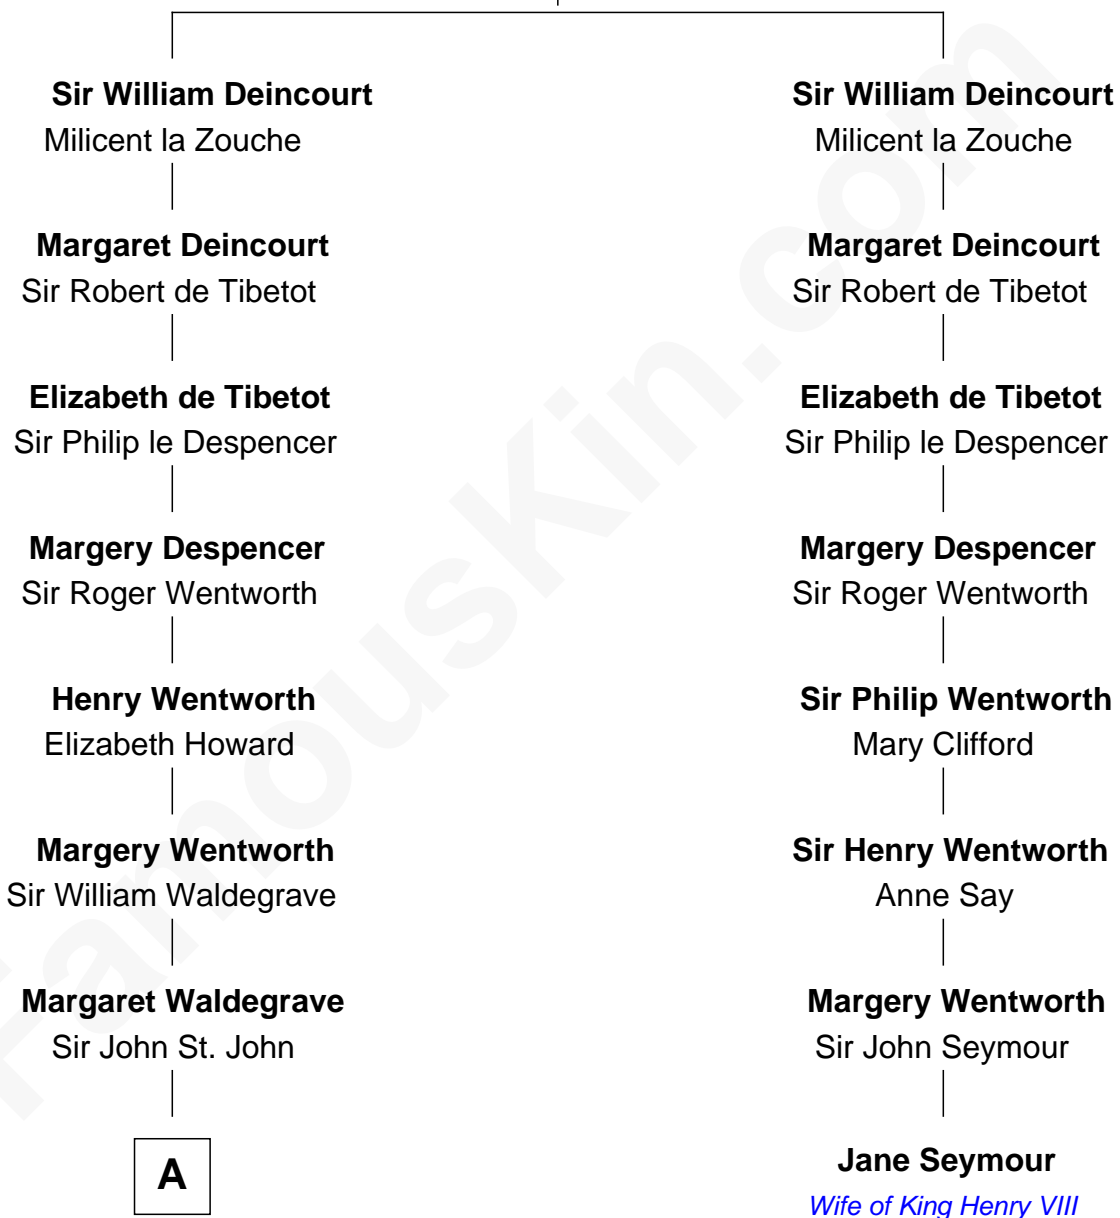 Sir William Deincourt
Milicent la Zouche
Margaret Deincourt
Sir Robert de Tibetot
Elizabeth de Tibetot
Sir Philip le Despencer
Margery Despencer
Sir Roger Wentworth
Henry Wentworth
Elizabeth Howard
Margery Wentworth
Sir William Waldegrave
Margaret Waldegrave
Sir John St. John
A
Sir William Deincourt
Milicent la Zouche
Margaret Deincourt
Sir Robert de Tibetot
Elizabeth de Tibetot
Sir Philip le Despencer
Margery Despencer
Sir Roger Wentworth
Sir Philip Wentworth
Mary Clifford
Sir Henry Wentworth
Anne Say
Margery Wentworth
Sir John Seymour
Jane Seymour
Wife of King Henry VIII
FamousKin.com